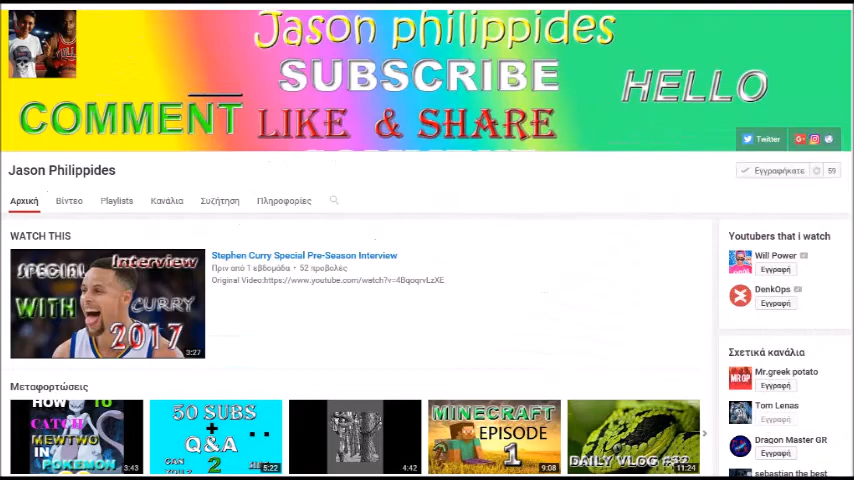 Jason philippides
SUBSCRIBE
HELLO
COMMENT
LIKE & SHARE
Twitter
Jason Philippides
Εγγραφήκατε 59
Αρχική Βίντεο Playlists Κανάλια Συζήτηση Πληροφορίες
WATCH THIS
SPECIAL Interview
WITH CURRY
2017
3:27
Stephen Curry Special Pre-Season Interview
Πριν από 1 εβδομάδα • 52 προβολές
Original Video:https://www.youtube.com/watch?v=4BqoqrvLzXE
Youtubers that i watch
Will Power
Εγγραφή
DenkOps
Εγγραφή
Σχετικά κανάλια
Mr.greek potato
Εγγραφή
Tom Lenas
Εγγραφή
Dragon Master GR
Εγγραφή
sebastian the best
Μεταφορτώσεις
HOW TO
CATCH
MEWTWO
IN
POKEMON
3:43
50 SUBS
+
Q&A
2
5:22
4:42
MINECRAFT
EPISODE
1
9:08
DAILY VLOG
11:24